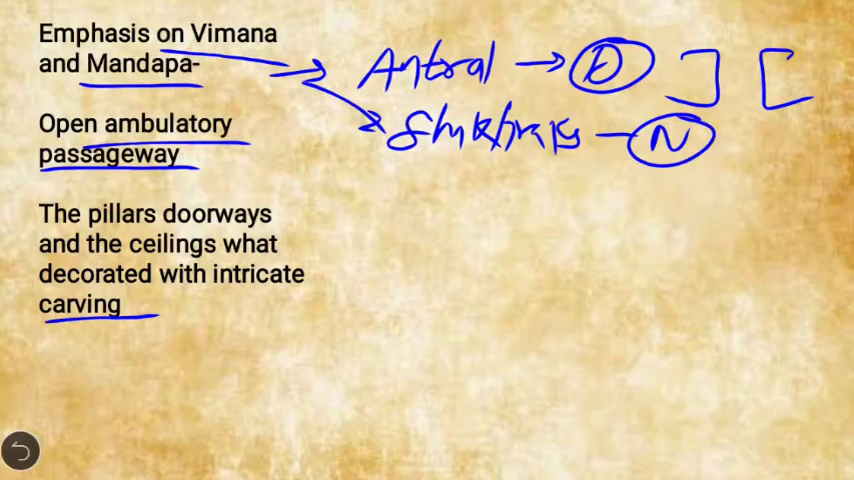 Emphasis on Vimana
and Mandapa-
Antral → D
Shikhras — N
Open ambulatory
passageway
The pillars doorways
and the ceilings what
decorated with intricate
carving